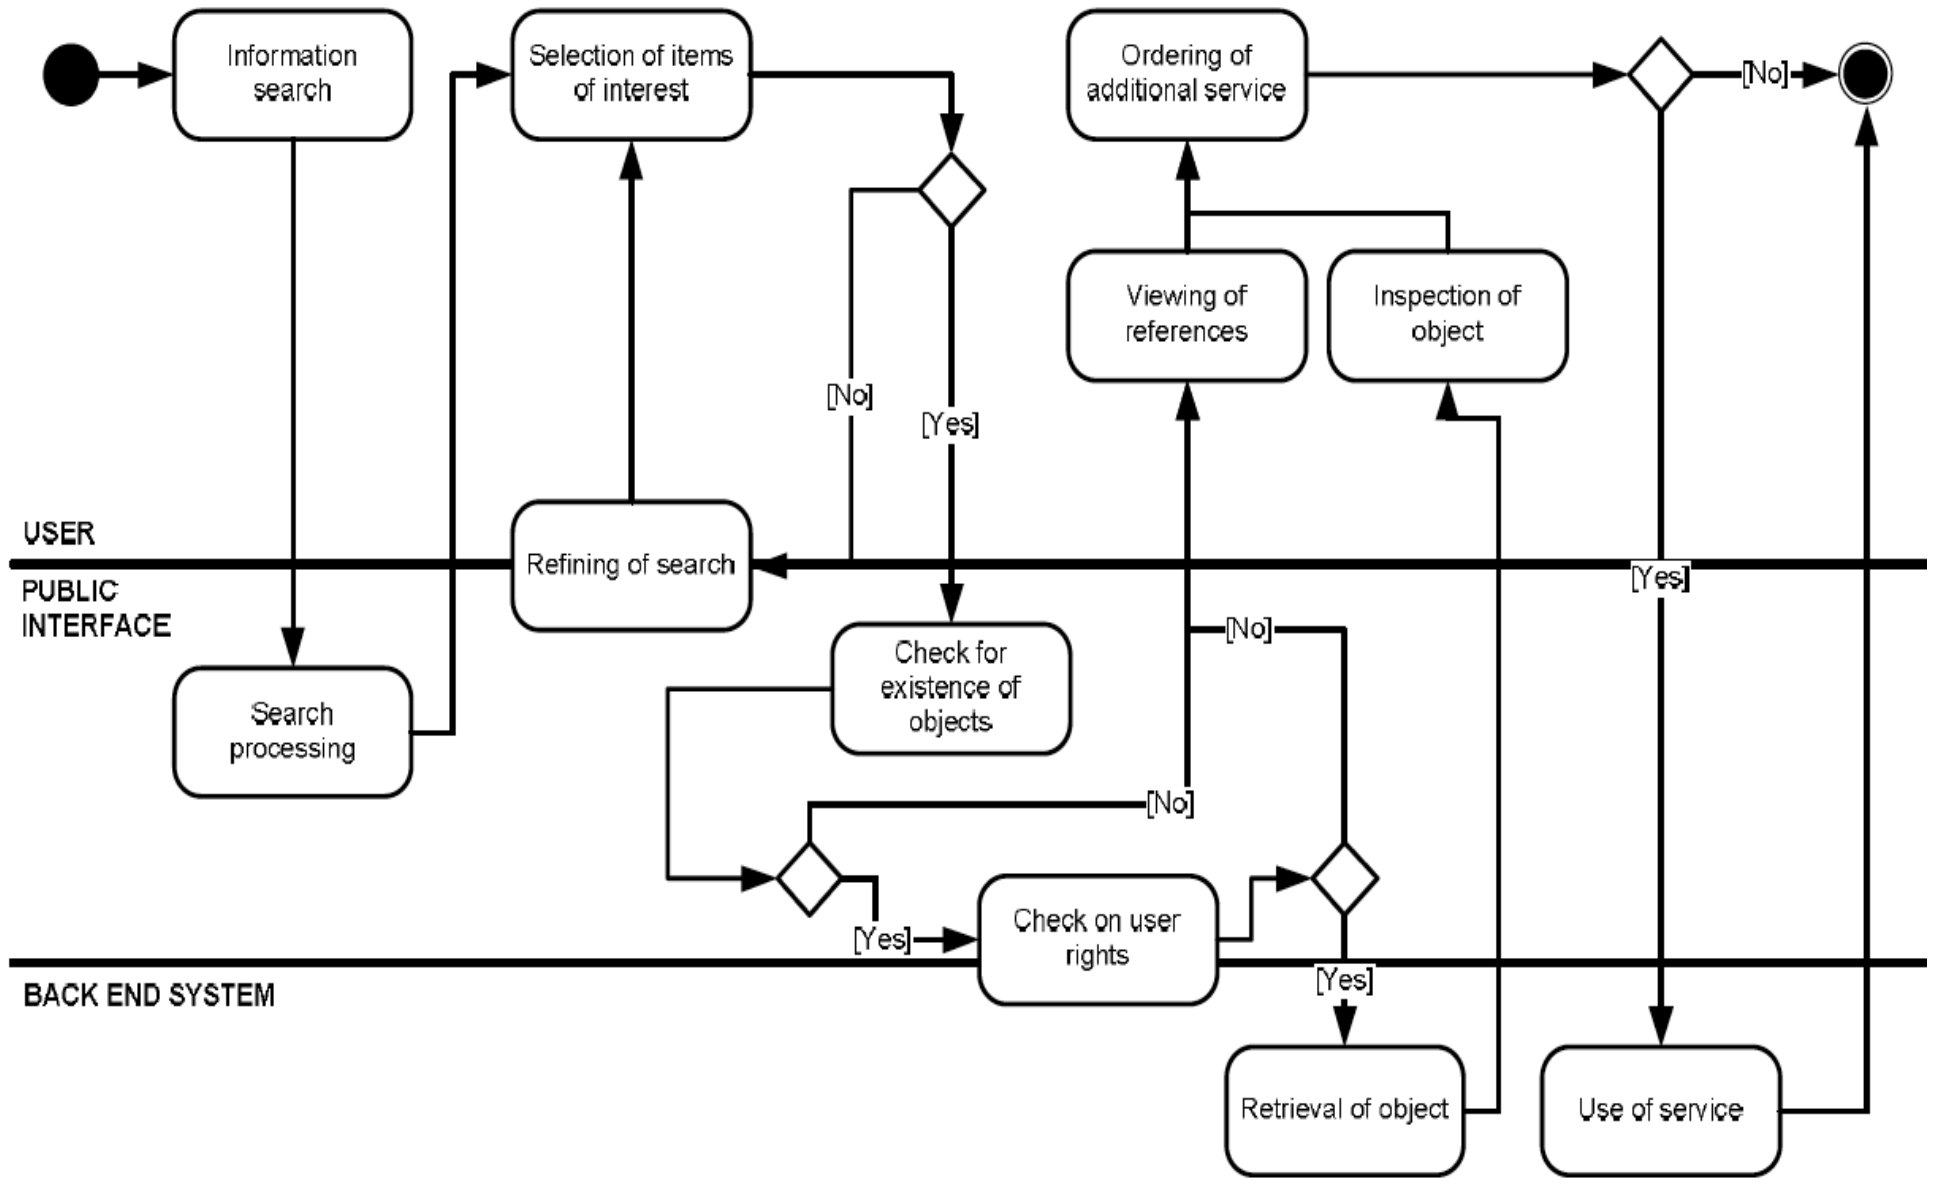 Information
search
Selection of items
of interest
Ordering of
additional service
[No]
Viewing of
references
Inspection of
object
[No]
[Yes]
USER
Refining of search
PUBLIC
INTERFACE
[Yes]
[No]
Check for
existence of
objects
Search
processing
[No]
Check on user
rights
[Yes]
BACK END SYSTEM
[Yes]
Retrieval of object
Use of service